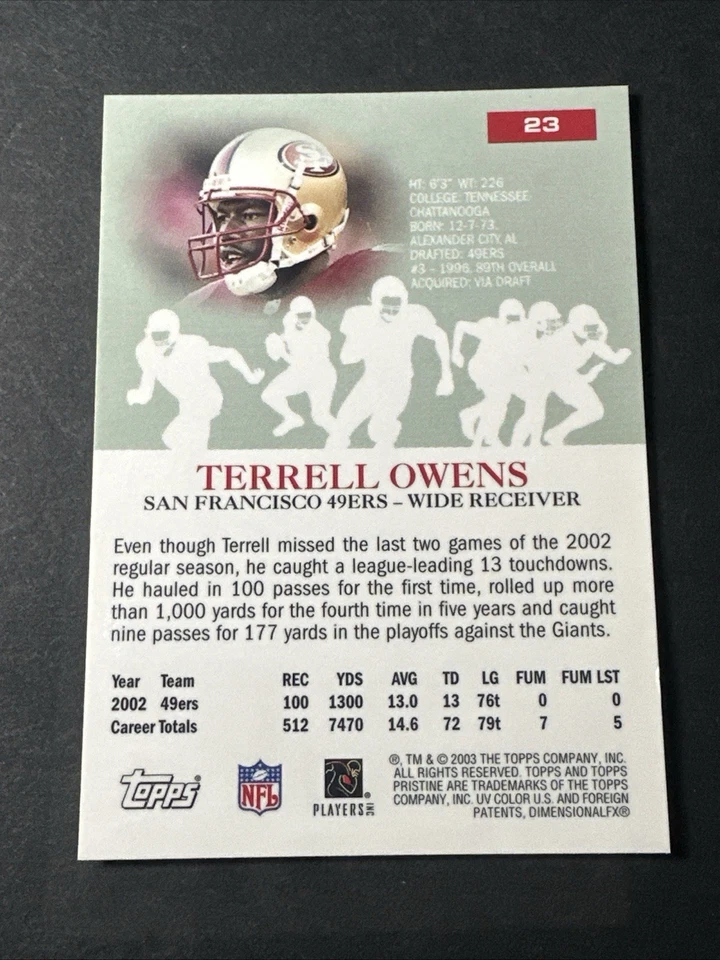 23
HT: 6'3" WT: 226
COLLEGE: TENNESSEE
CHATTANOOGA
BORN: 12-7-73,
ALEXANDER CITY, AL
DRAFTED: 49ERS
#3 - 1996, 89TH OVERALL
ACQUIRED: VIA DRAFT
SF
TERRELL OWENS
SAN FRANCISCO 49ERS – WIDE RECEIVER
Even though Terrell missed the last two games of the 2002
regular season, he caught a league-leading 13 touchdowns.
He hauled in 100 passes for the first time, rolled up more
than 1,000 yards for the fourth time in five years and caught
nine passes for 177 yards in the playoffs against the Giants.
Year Team REC YDS AVG TD LG FUM FUM LST
2002 49ers 100 1300 13.0 13 76t 0 0
Career Totals 512 7470 14.6 72 79t 7 5
Topps®
NFL
PLAYERS INC®
®, TM & © 2003 THE TOPPS COMPANY, INC.
ALL RIGHTS RESERVED. TOPPS AND TOPPS
PRISTINE ARE TRADEMARKS OF THE TOPPS
COMPANY, INC. UV COLOR U.S. AND FOREIGN
PATENTS, DIMENSIONALFX®